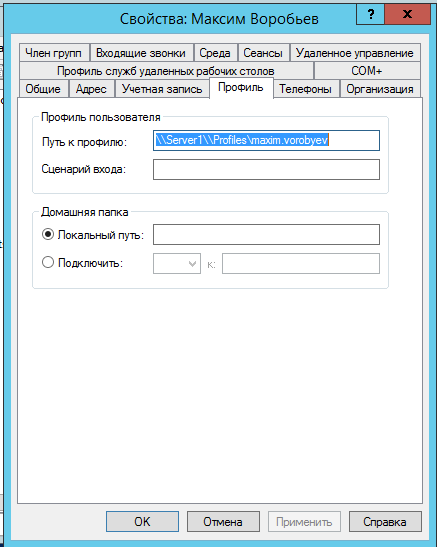 Свойства: Максим Воробьев
? x
Член групп Входящие звонки Среда Сеансы Удаленное управление
Профиль служб удаленных рабочих столов COM+
Общие Адрес Учетная запись Профиль Телефоны Организация
Профиль пользователя
Путь к профилю: \\Server1\\Profiles\maxim.vorobyev
Сценарий входа:
Домашняя папка
Локальный путь:
Подключить: к:
OK Отмена Применить Справка